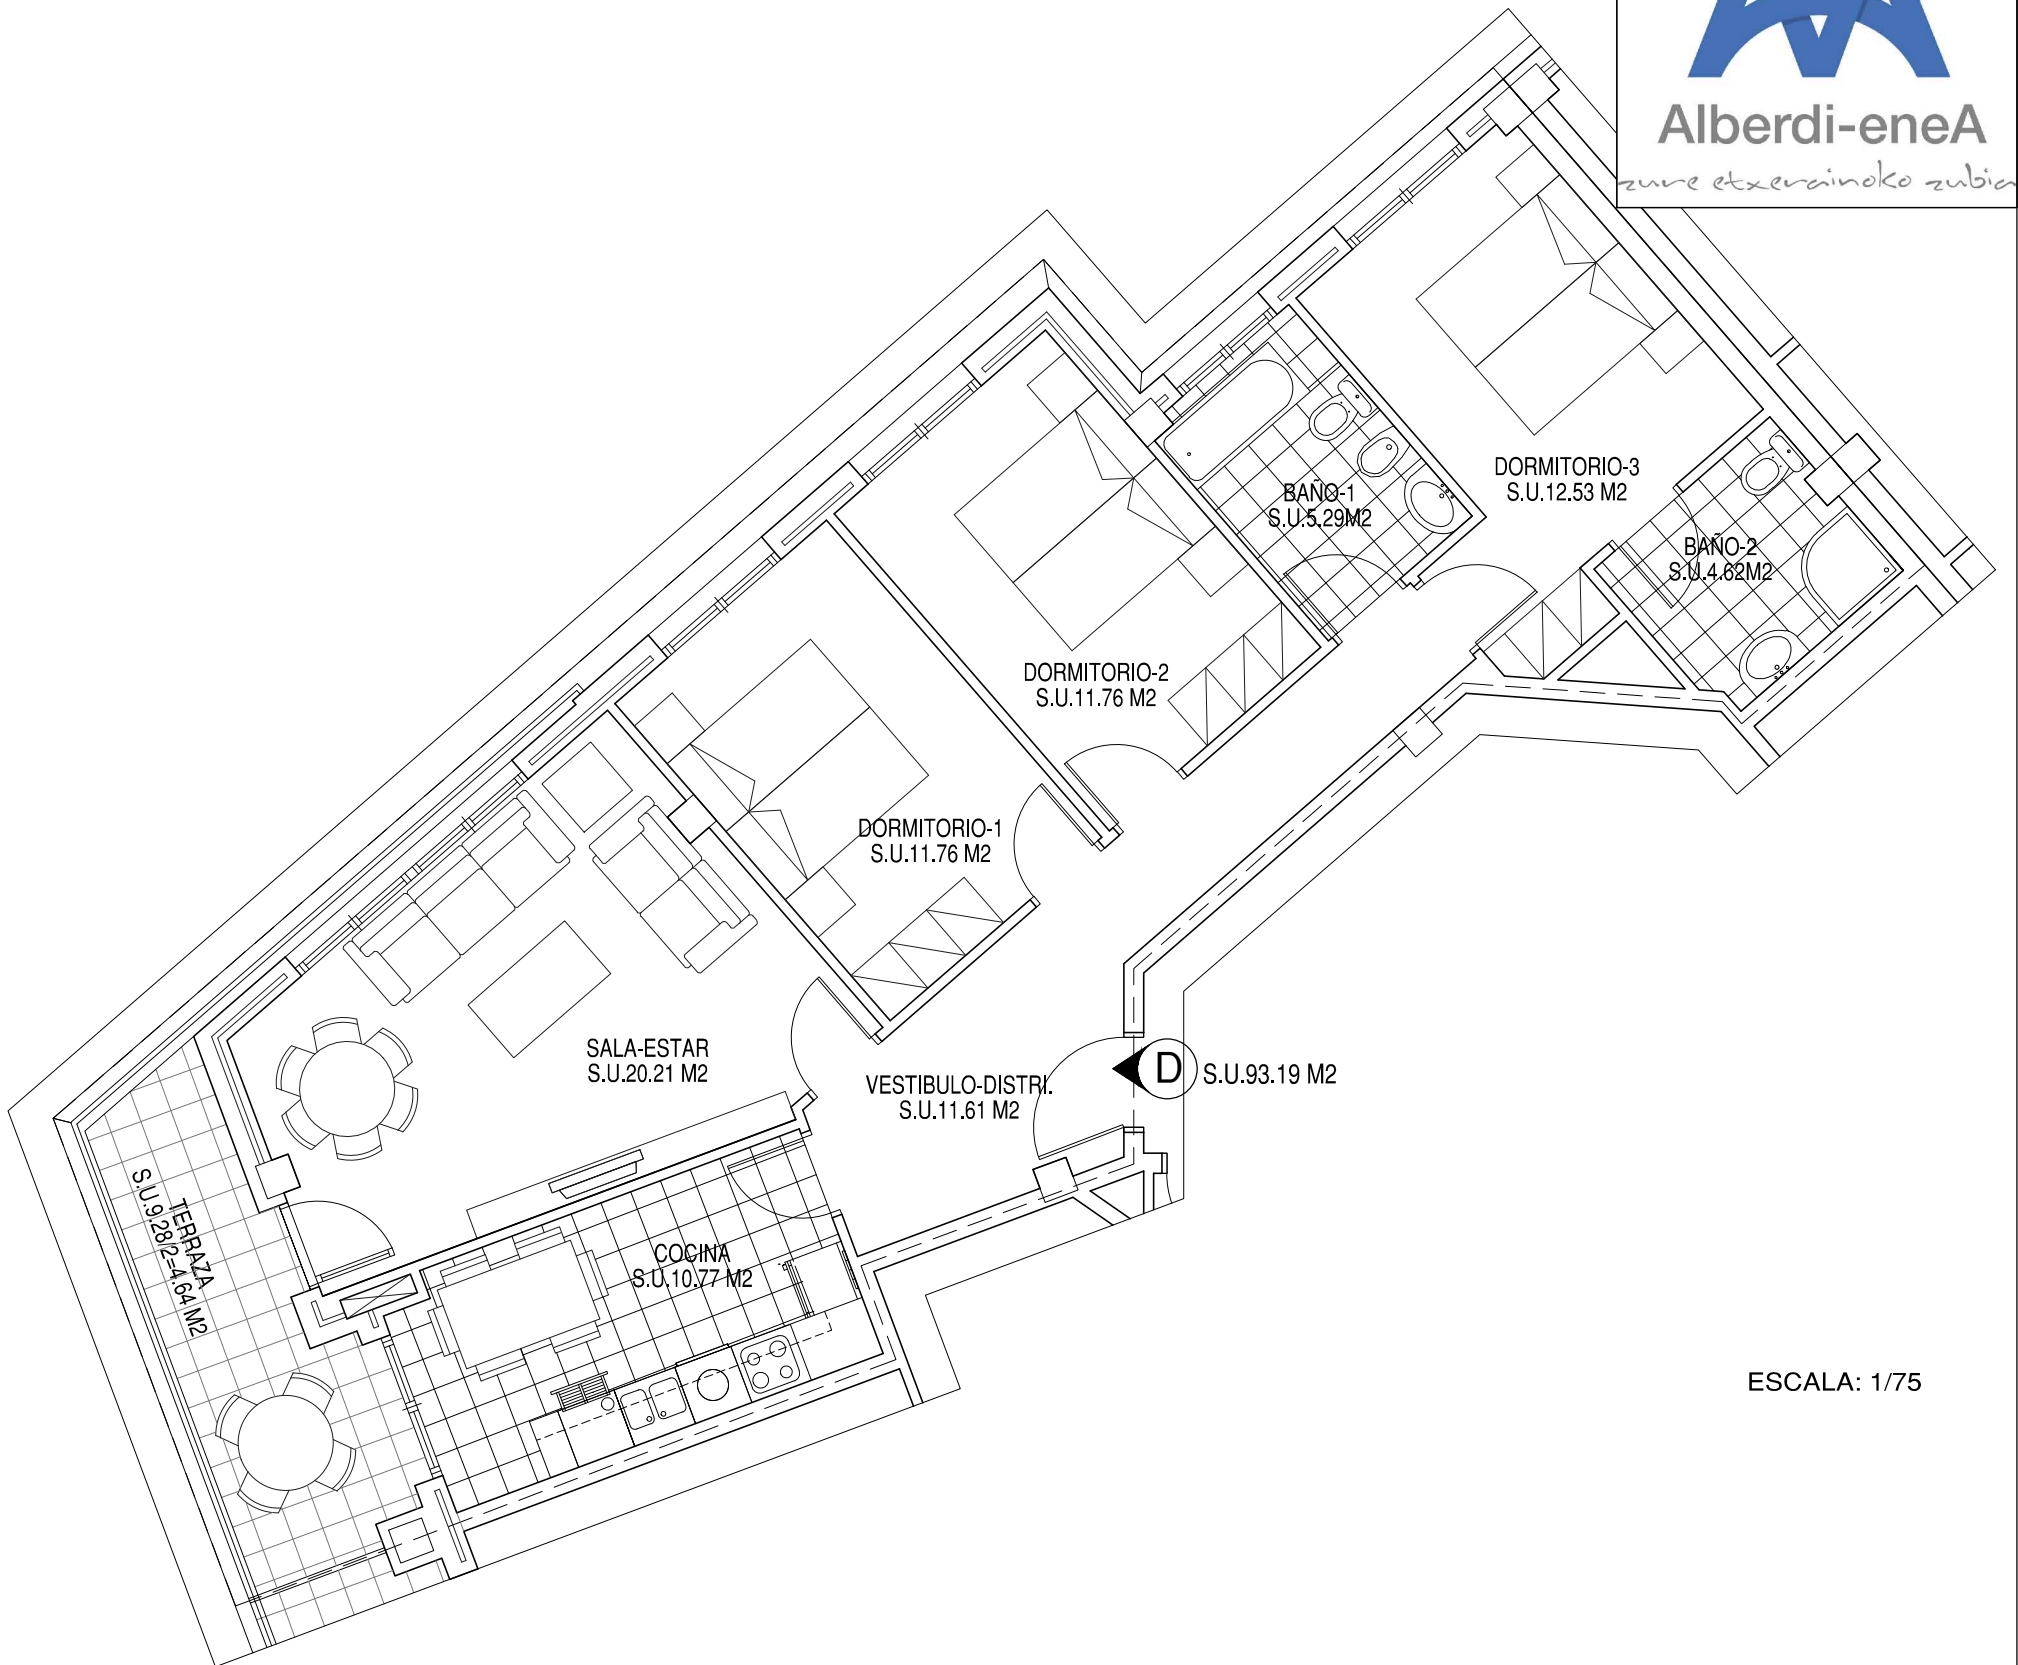 Alberdi-eneA
zure etxerainoko zubia
DORMITORIO-3
S.U.12.53 M2
BAÑO-1
S.U.5.29M2
BAÑO-2
S.U.4.62M2
DORMITORIO-2
S.U.11.76 M2
DORMITORIO-1
S.U.11.76 M2
SALA-ESTAR
S.U.20.21 M2
VESTIBULO-DISTRI.
S.U.11.61 M2
D S.U.93.19 M2
TERRAZA
S.U.9.28/2=4.64 M2
COCINA
S.U.10.77 M2
ESCALA: 1/75